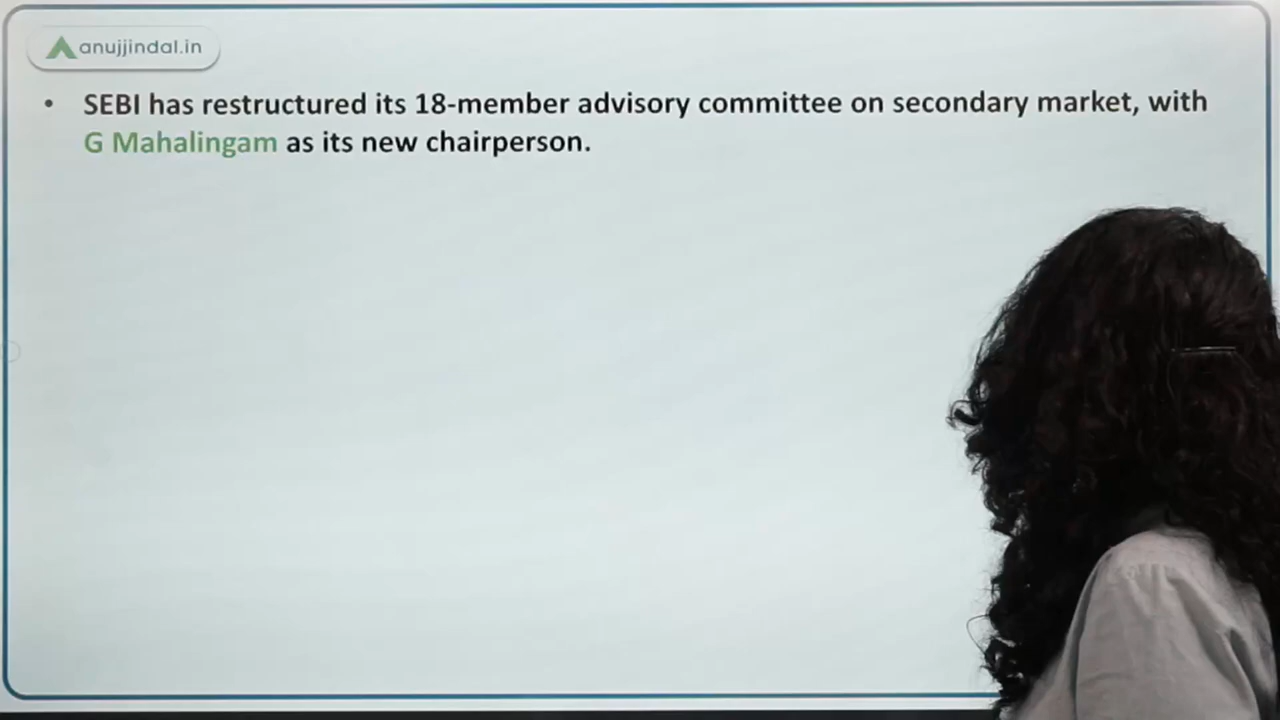 anujjindal.in
• SEBI has restructured its 18-member advisory committee on secondary market, with
G Mahalingam as its new chairperson.